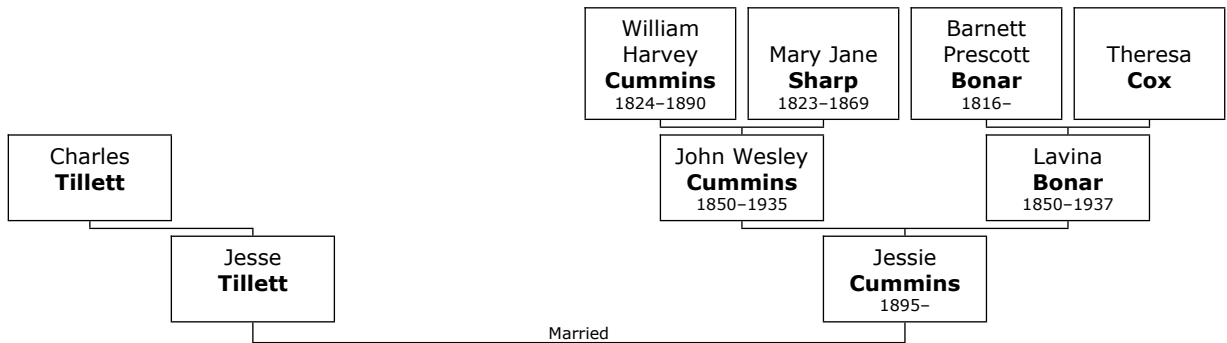 William
Harvey
Cummins
1824–1890
Mary Jane
Sharp
1823–1869
Barnett
Prescott
Bonar
1816–
Theresa
Cox
Charles
Tillett
John Wesley
Cummins
1850–1935
Lavina
Bonar
1850–1937
Jesse
Tillett
Jessie
Cummins
1895–
Married